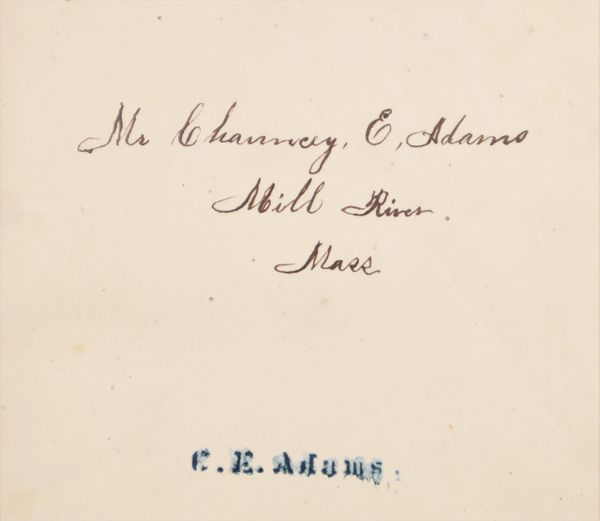 Mr Chauncey, E, Adams
Mill River.
Mass
C. E. Adams.